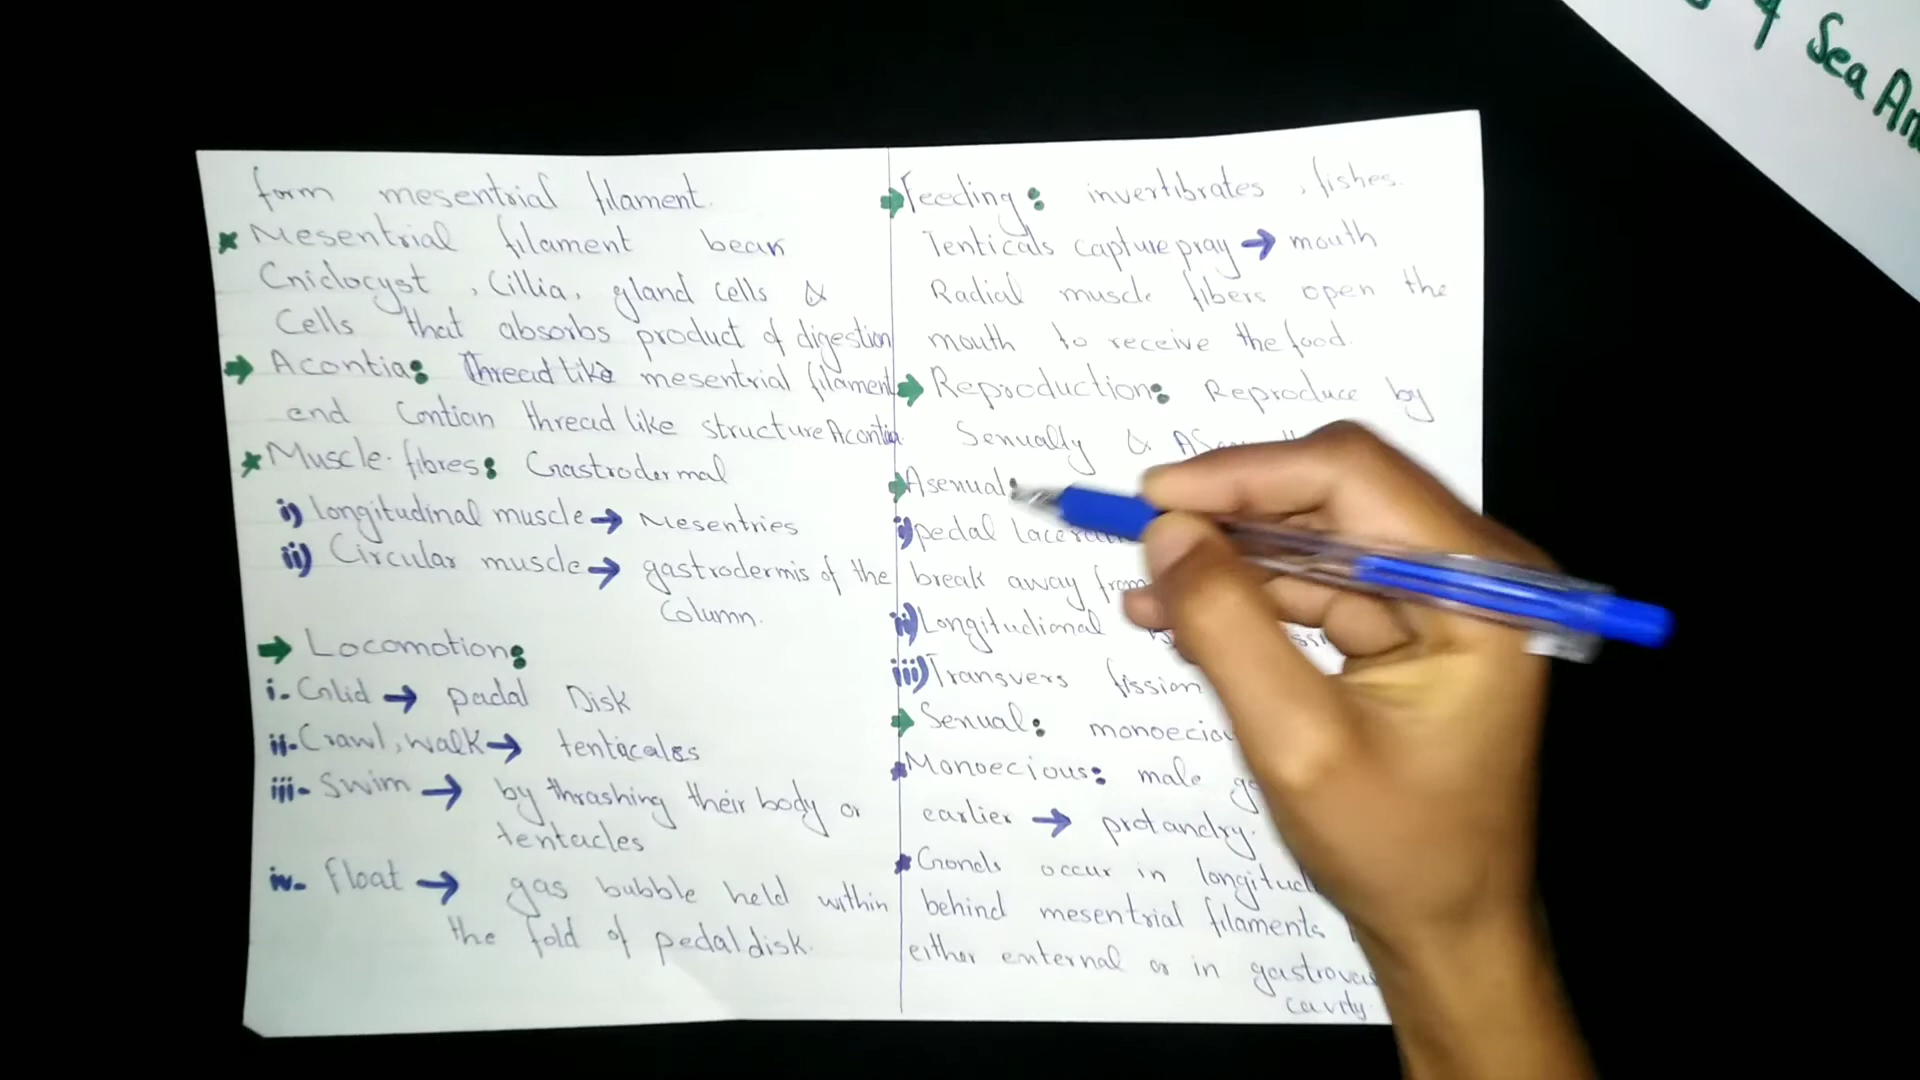 form mesentrial filament.
Mesentrial filament bear
Cnidocyst, Cillia, gland cells &
Cells that absorbs product of digestion
Acontia: Thread like mesentrial filament
end Contian thread like structure Acontia
Muscle fibres: Gastrodermal
i) longitudinal muscle → Mesentries
ii) Circular muscle → gastrodermis of the
Column.
Locomotion:
i- Glid → padal Disk
ii- Crawl, walk → tentacales
iii- Swim → by thrashing their body or
tentacles
iv- float → gas bubble held within
the fold of pedal disk.
Feeding: invertibrates, fishes.
Tenticals capture pray → mouth
Radial muscle fibers open the
mouth to receive the food.
Reproduction: Reproduce by
Sexually &
Asexual:
i) pedal
break away from
ii) Longitudional
iii) Transvers fission
Sexual:
Monoecious: male
earlier → protandry.
Gonds occur in
behind mesentrial filaments
either external or in
cavity
Sea